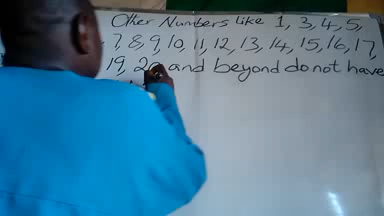 Other Numbers like 1, 3, 4, 5,
7, 8, 9, 10, 11, 12, 13, 14, 15, 16, 17,
19, 20 and beyond do not have